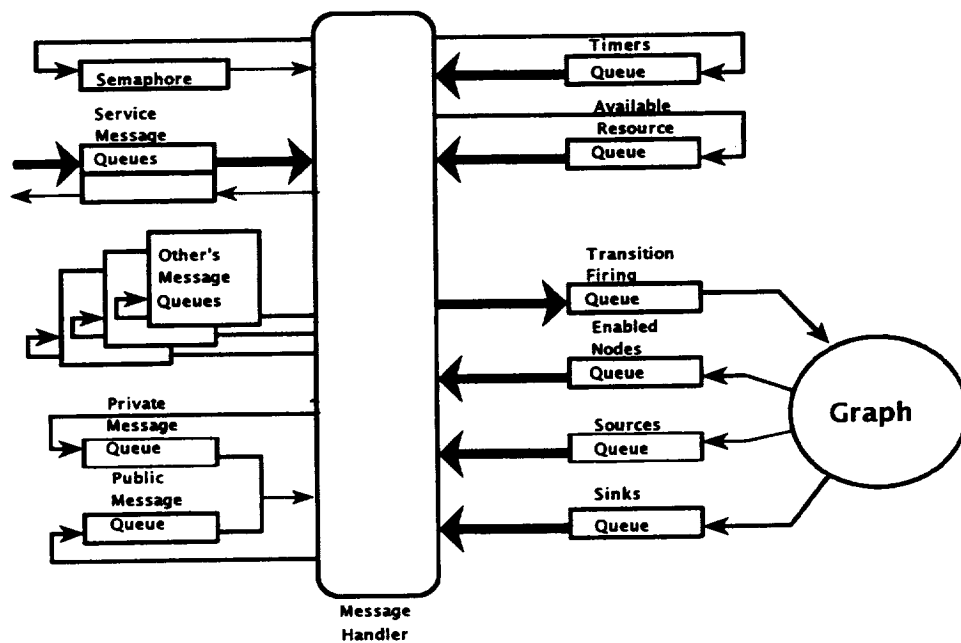 Semaphore
Service
Message
Queues
Other's
Message
Queues
Private
Message
Queue
Public
Message
Queue
Message
Handler
Timers
Queue
Available
Resource
Queue
Transition
Firing
Queue
Enabled
Nodes
Queue
Sources
Queue
Sinks
Queue
Graph